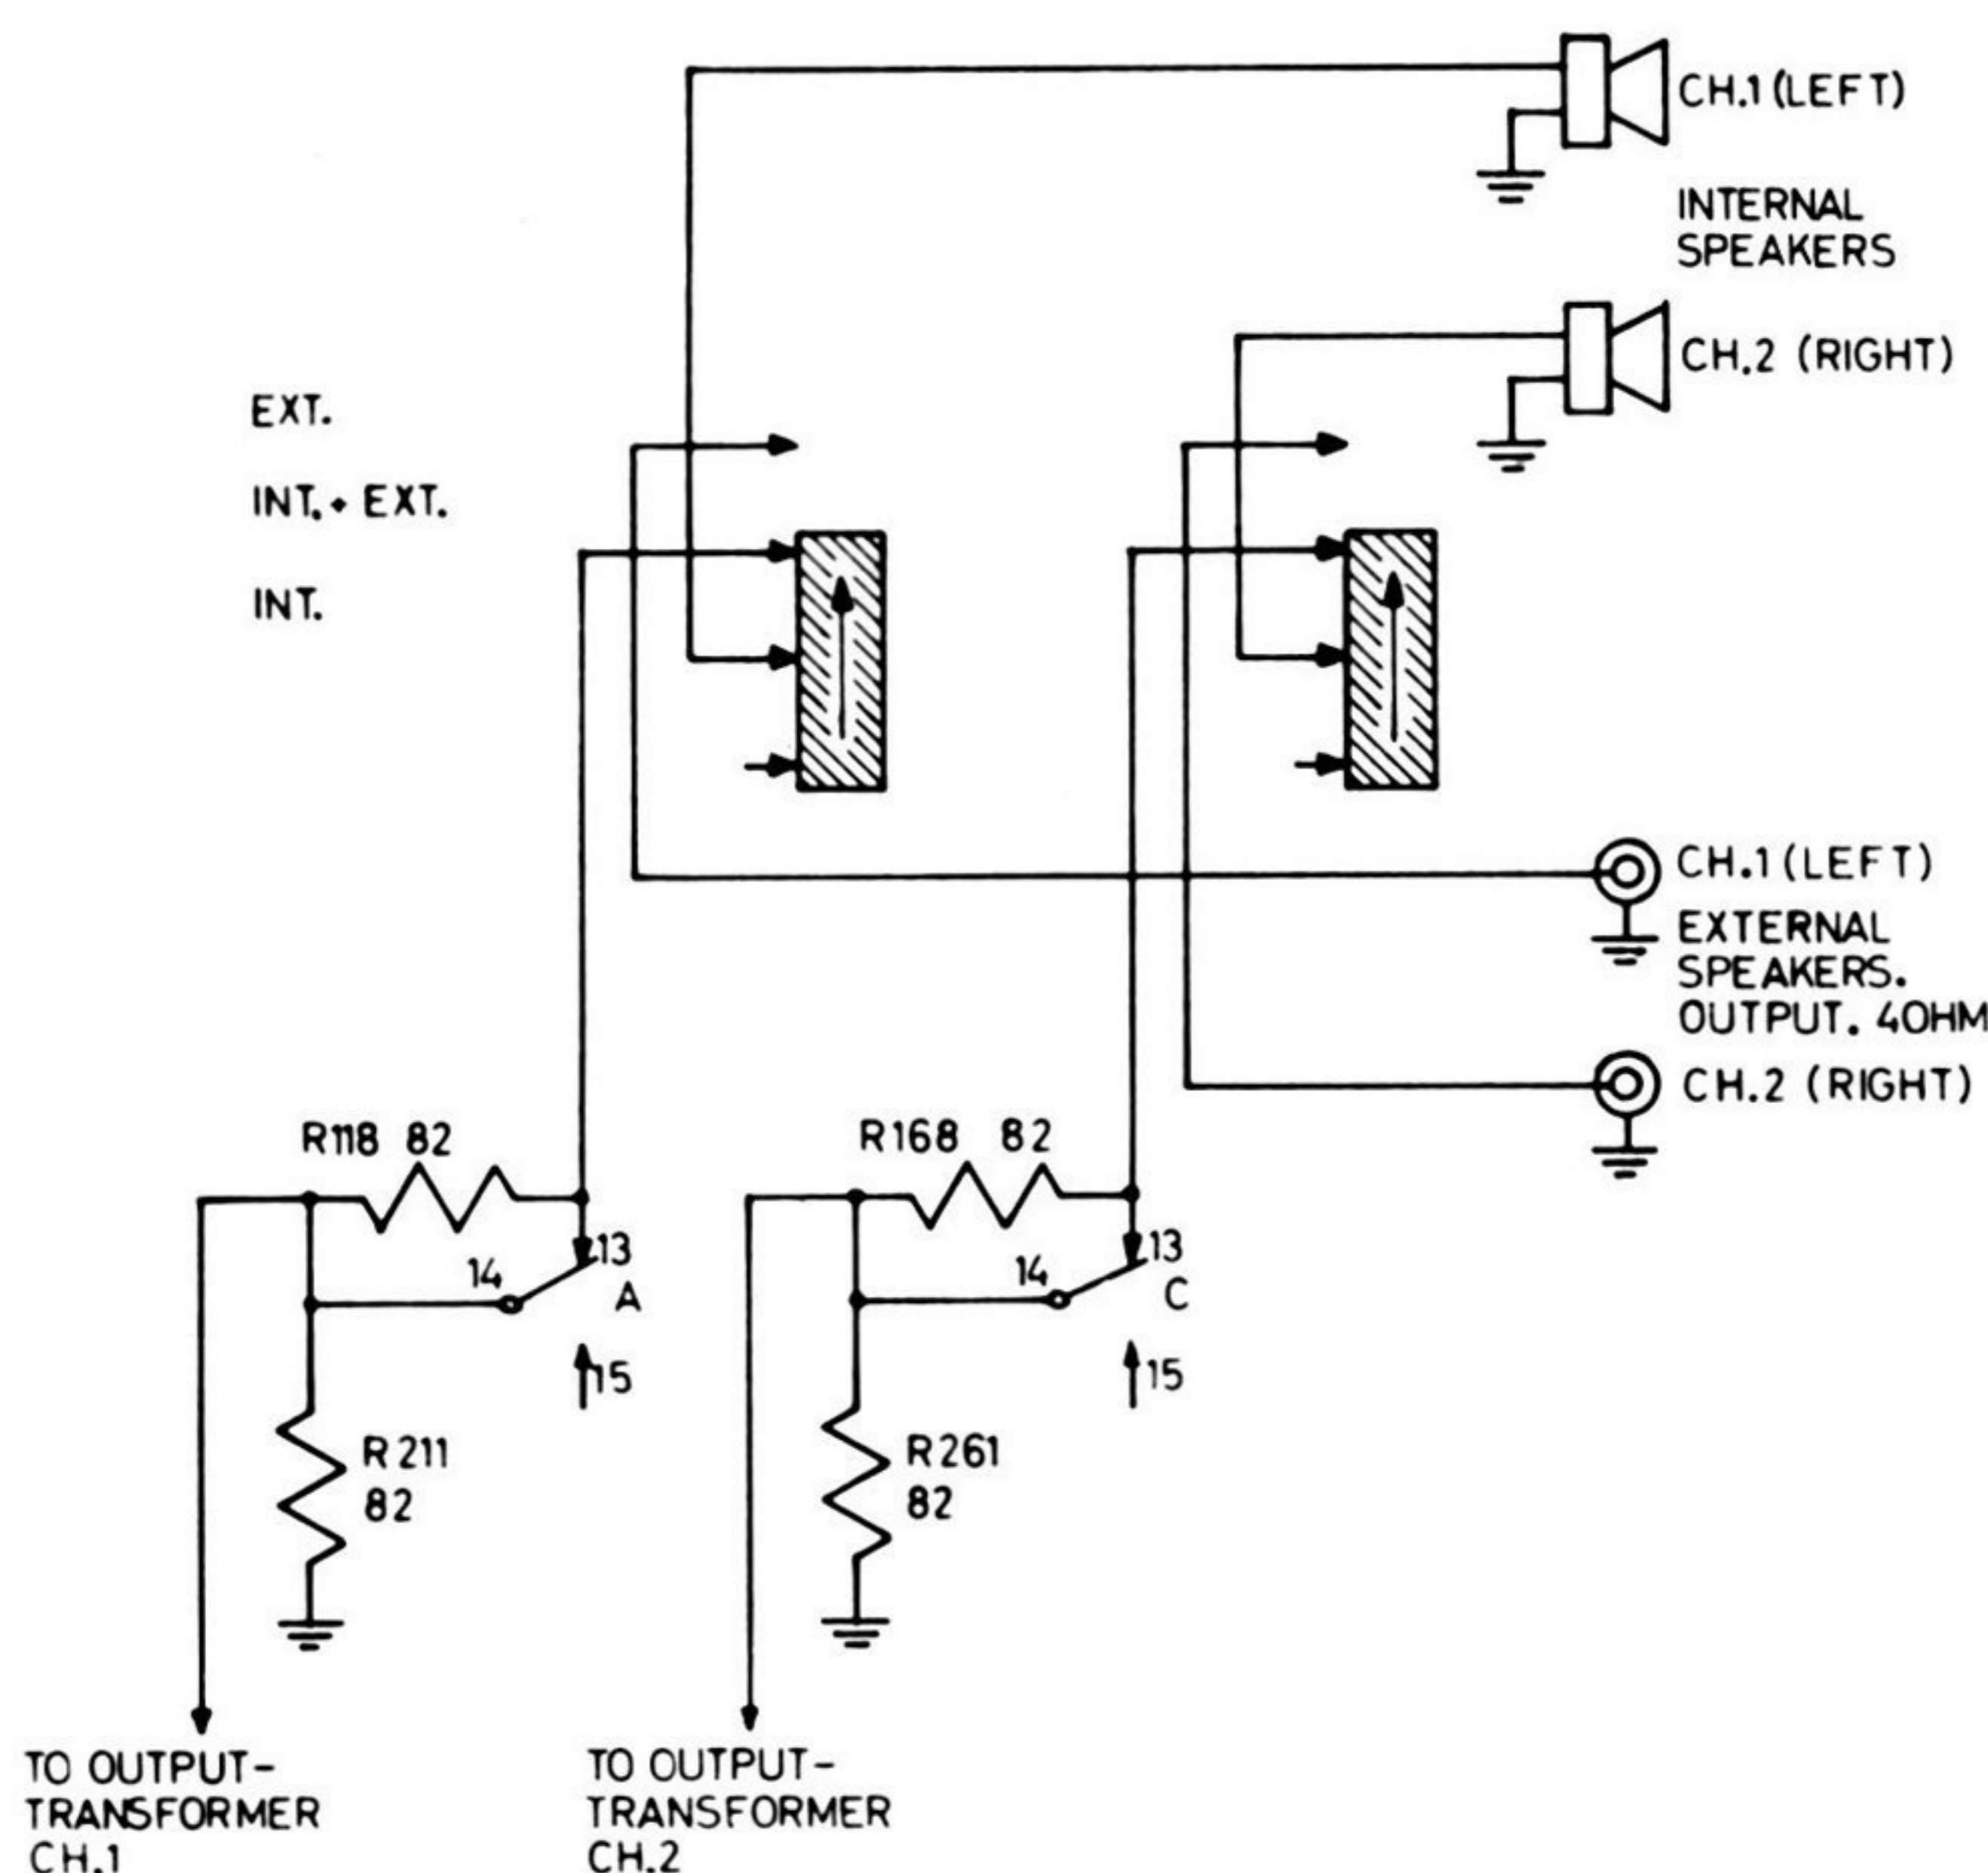 CH.1 (LEFT)
INTERNAL
SPEAKERS
CH.2 (RIGHT)
EXT.
INT.+ EXT.
INT.
CH.1 (LEFT)
EXTERNAL
SPEAKERS.
OUTPUT. 4OHM
CH.2 (RIGHT)
R118 82
R168 82
13
14
A
15
13
14
C
15
R211
82
R261
82
TO OUTPUT-
TRANSFORMER
CH.1
TO OUTPUT-
TRANSFORMER
CH.2